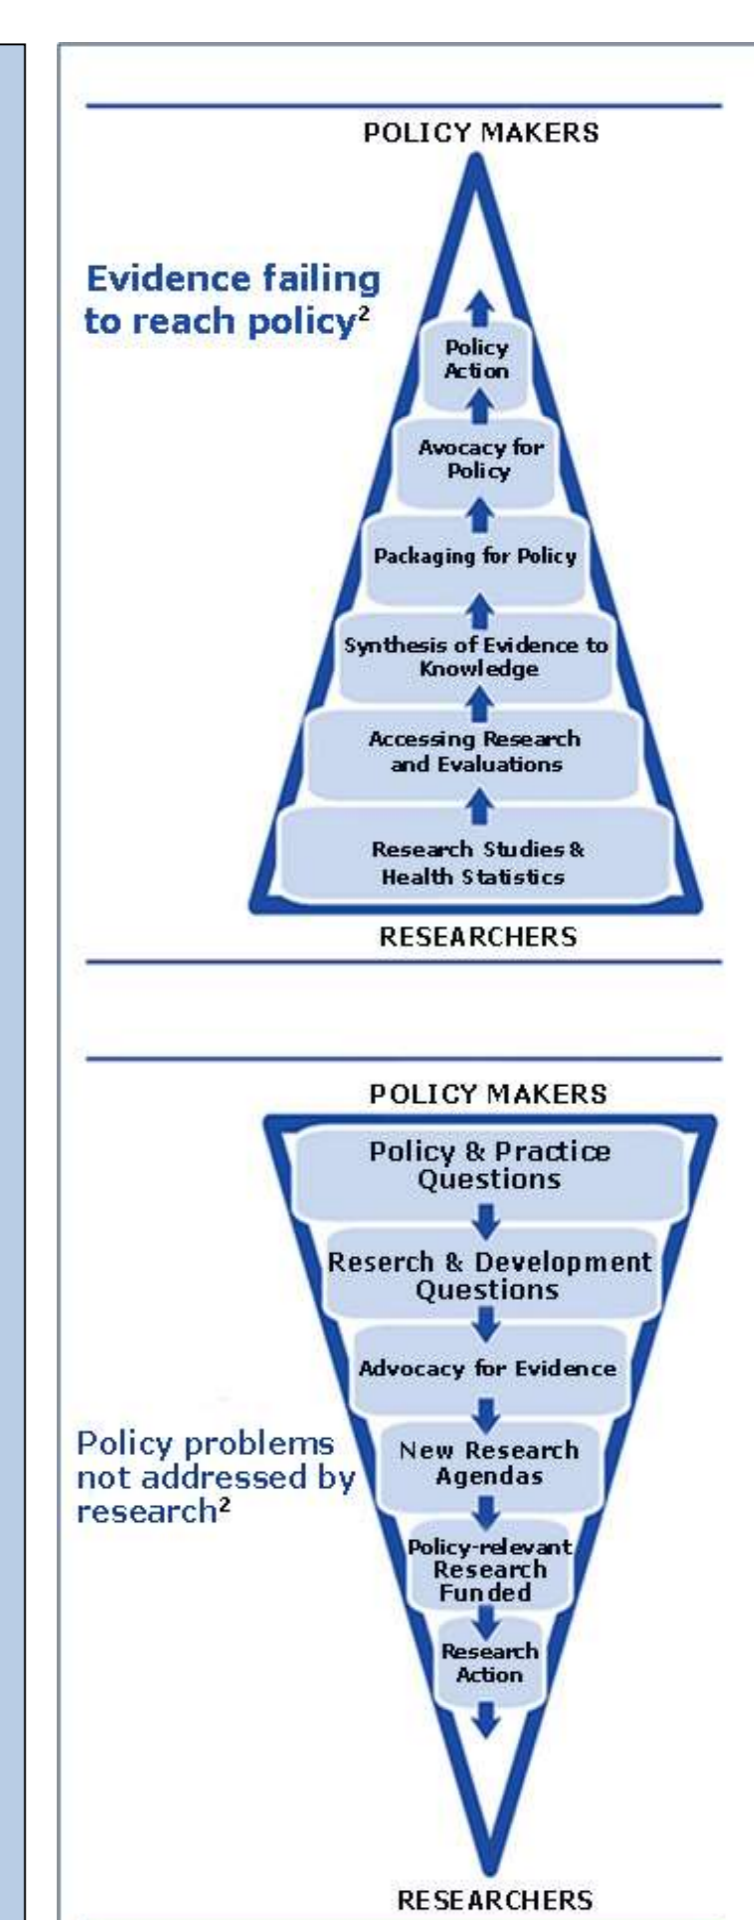 POLICY MAKERS
Evidence failing
to reach policy²
Policy
Action
Avocacy for
Policy
Packaging for Policy
Synthesis of Evidence to
Knowledge
Accessing Research
and Evaluations
Research Studies &
Health Statistics
RESEARCHERS
POLICY MAKERS
Policy & Practice
Questions
Reserch & Development
Questions
Advocacy for Evidence
Policy problems
not addressed by
research²
New Research
Agendas
Policy-relevant
Research
Funded
Research
Action
RESEARCHERS